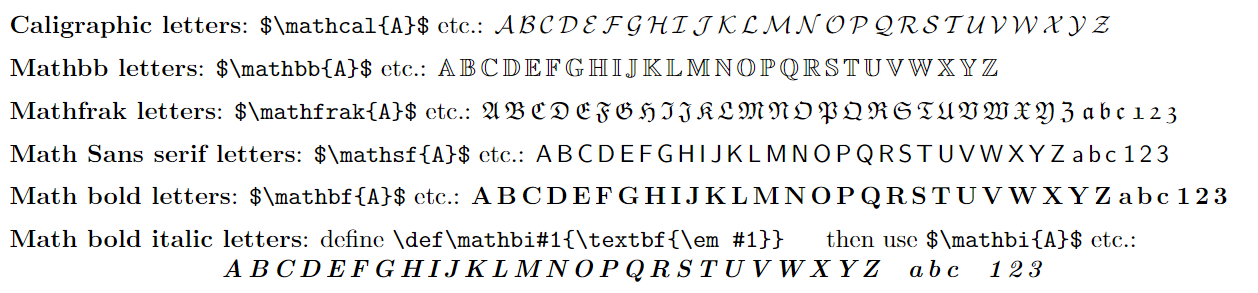 Caligraphic letters: $\mathcal{A}$ etc.: 𝒜 ℬ 𝒞 𝒟 ℰ ℱ 𝒢 ℋ ℐ 𝒥 𝒦 ℒ ℳ 𝒩 𝒪 𝒫 𝒬 ℛ 𝒮 𝒯 𝒰 𝒱 𝒲 𝒳 𝒴 𝒵
Mathbb letters: $\mathbb{A}$ etc.: 𝔸 𝔹 ℂ 𝔻 𝔼 𝔽 𝔾 ℍ 𝕀 𝕁 𝕂 𝕃 𝕄 ℕ 𝕆 ℙ ℚ ℝ 𝕊 𝕋 𝕌 𝕍 𝕎 𝕏 𝕐 ℤ
Mathfrak letters: $\mathfrak{A}$ etc.: 𝔄 𝔅 ℭ 𝔇 𝔈 𝔉 𝔊 ℌ ℑ 𝔍 𝔎 𝔏 𝔐 𝔑 𝔒 𝔓 𝔔 ℜ 𝔖 𝔗 𝔘 𝔙 𝔚 𝔛 𝔜 ℨ 𝔞 𝔟 𝔠 1 2 3
Math Sans serif letters: $\mathsf{A}$ etc.: A B C D E F G H I J K L M N O P Q R S T U V W X Y Z a b c 1 2 3
Math bold letters: $\mathbf{A}$ etc.: A B C D E F G H I J K L M N O P Q R S T U V W X Y Z a b c 1 2 3
Math bold italic letters: define \def\mathbi#1{\textbf{\em #1}} then use $\mathbi{A}$ etc.:
A B C D E F G H I J K L M N O P Q R S T U V W X Y Z a b c 1 2 3